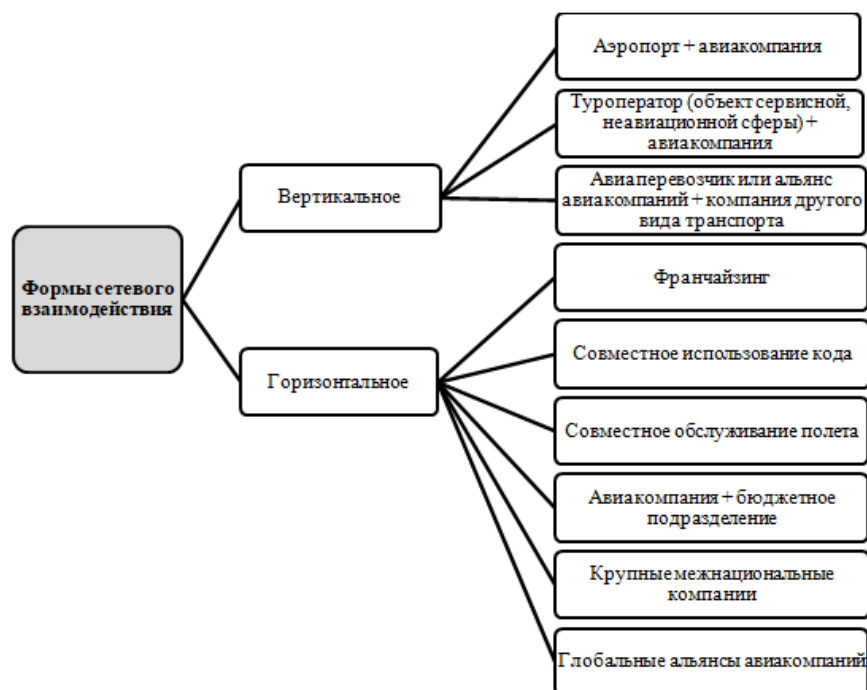 Формы сетевого
взаимодействия
Вертикальное
Аэропорт + авиакомпания
Туроператор (объект сервисной,
неавиационной сферы) +
авиакомпания
Авиаперевозчик или альянс
авиакомпаний + компания другого
вида транспорта
Горизонтальное
Франчайзинг
Совместное использование кода
Совместное обслуживание полета
Авиакомпания + бюджетное
подразделение
Крупные межнациональные
компании
Глобальные альянсы авиакомпаний